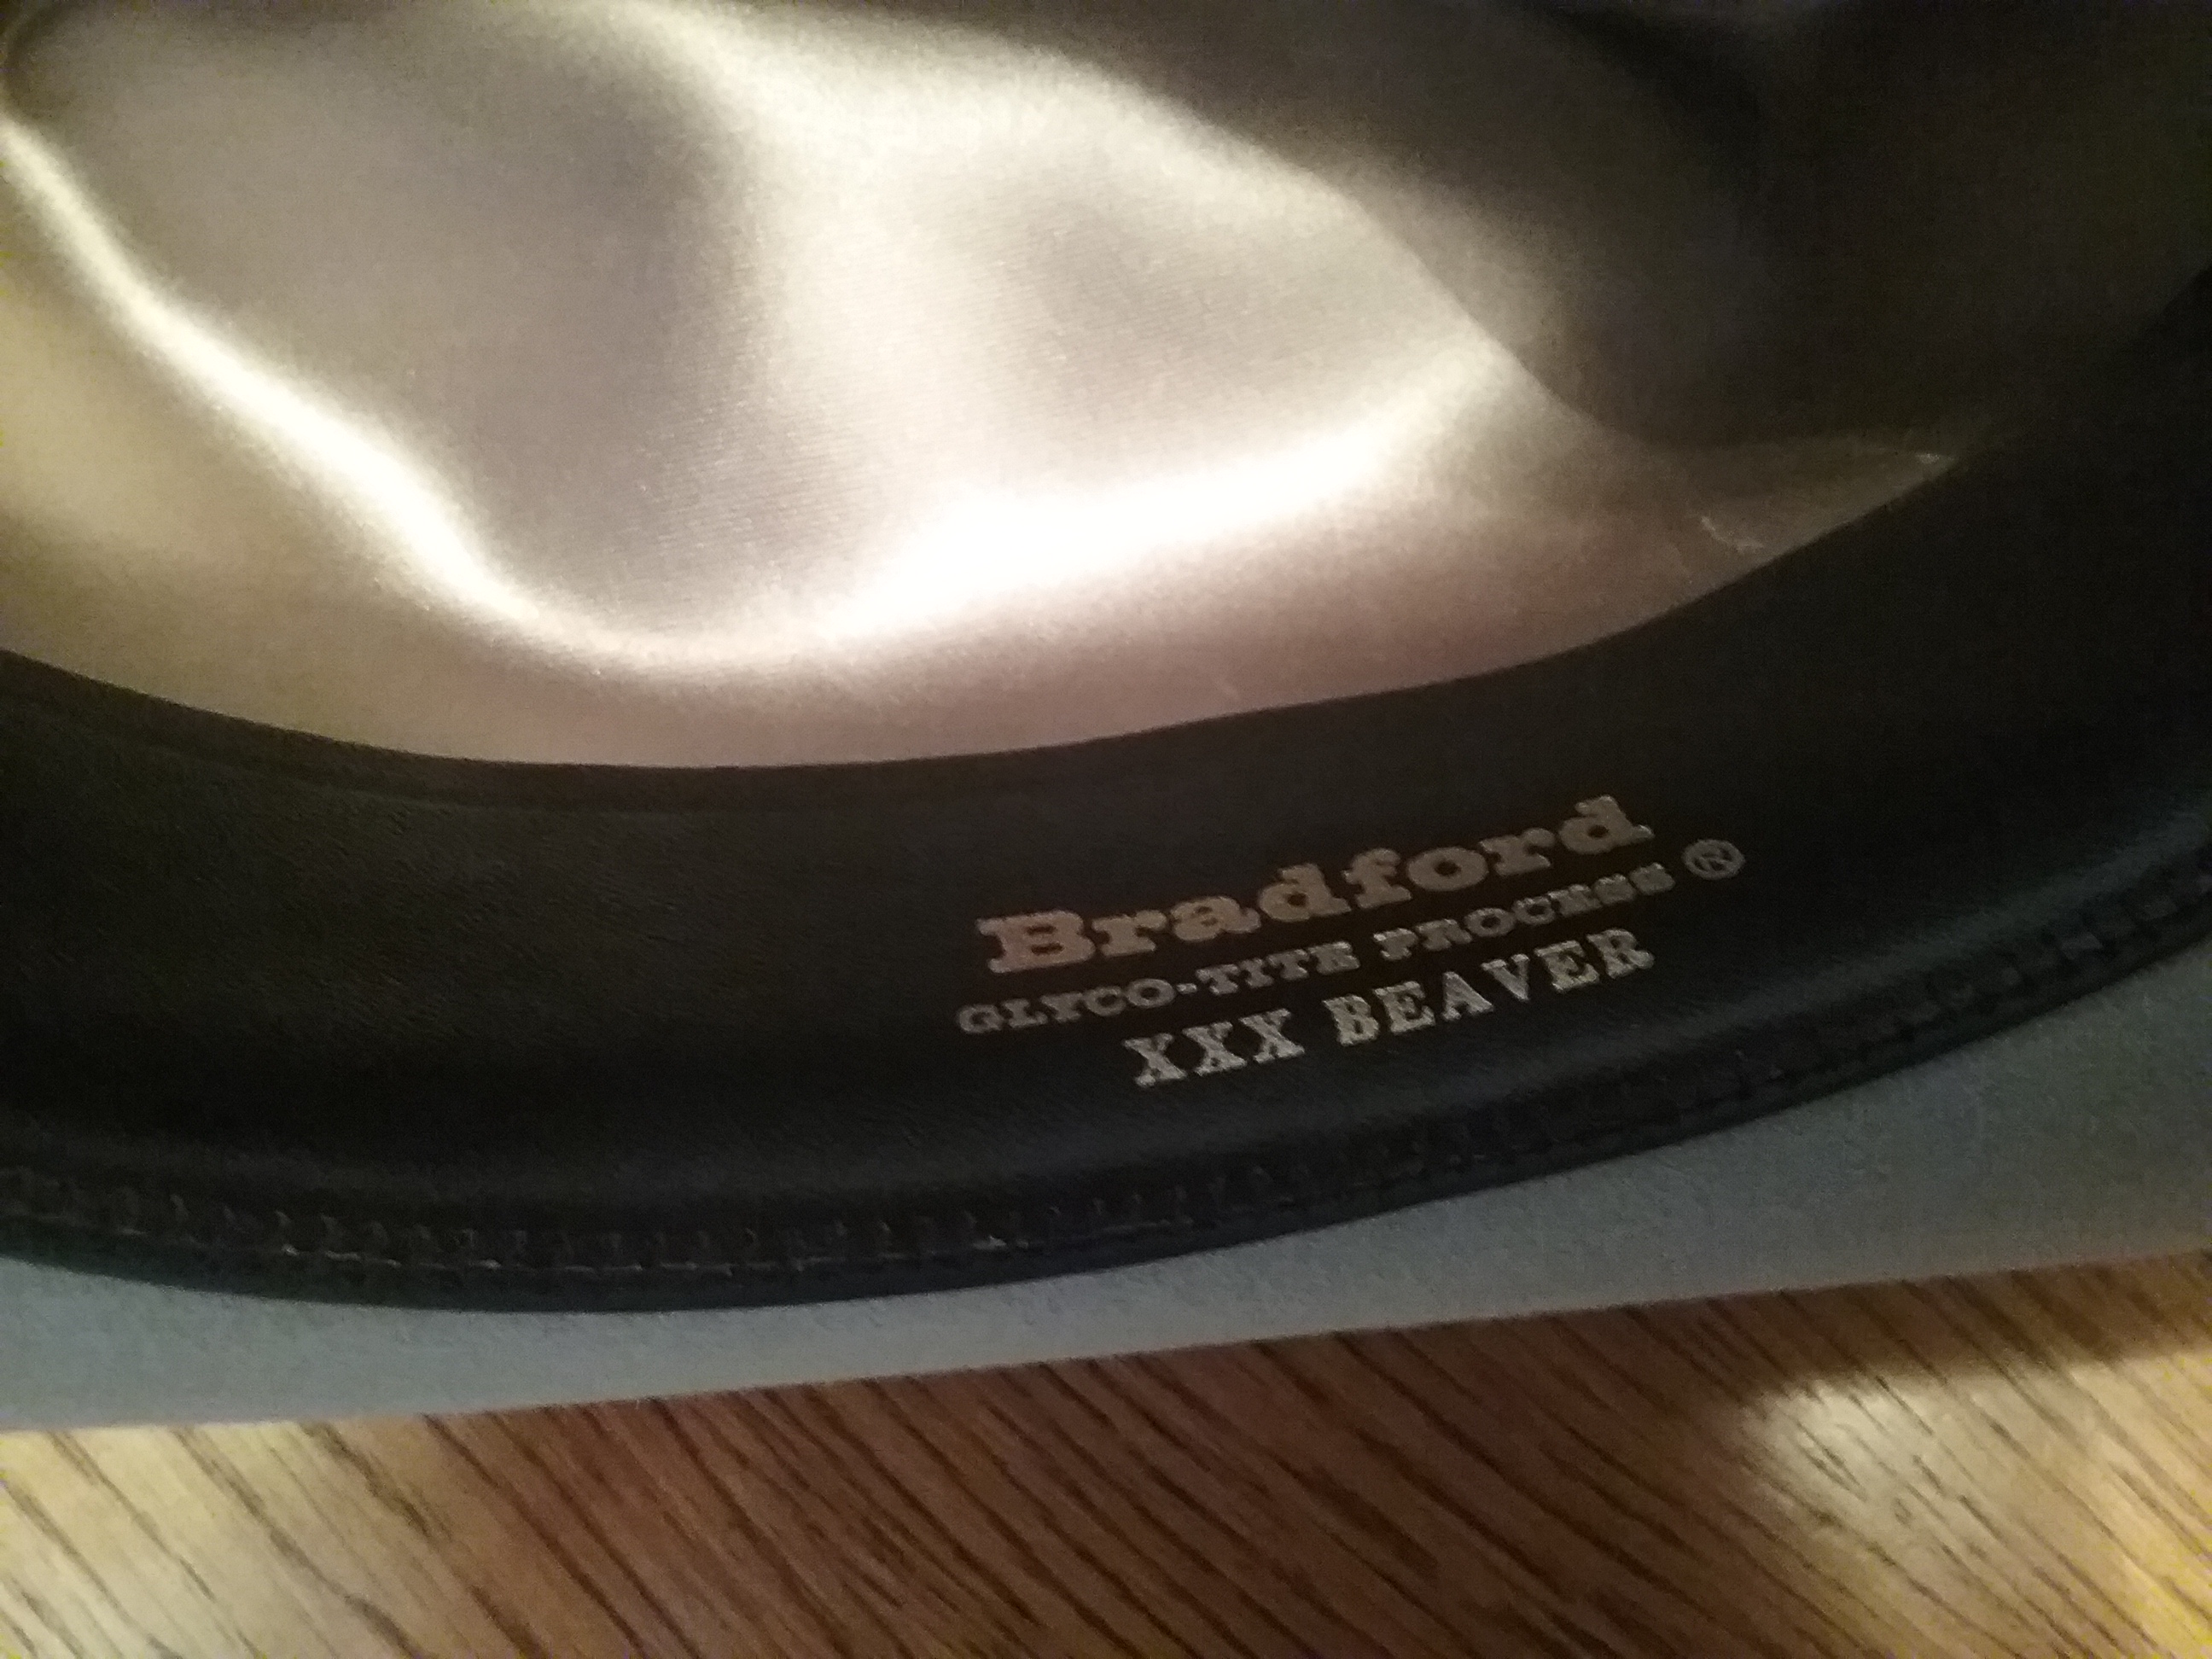 Bradford
GLYCO-TITE PROCESS ®
XXX BEAVER